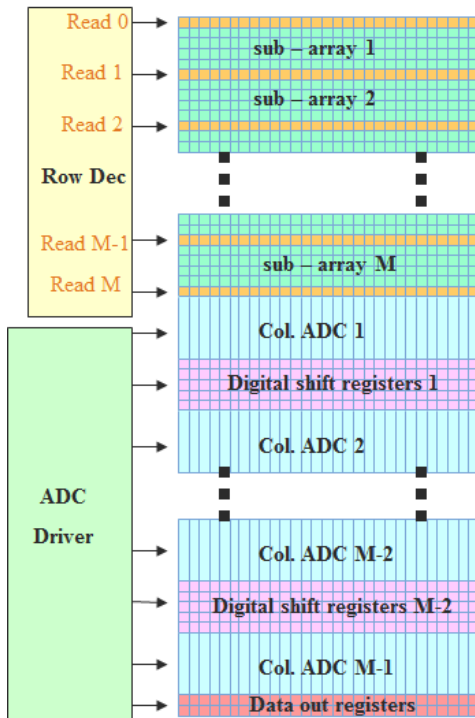 Read 0
sub – array 1
Read 1
sub – array 2
Read 2
Row Dec
Read M-1
sub – array M
Read M
Col. ADC 1
Digital shift registers 1
Col. ADC 2
ADC
Driver
Col. ADC M-2
Digital shift registers M-2
Col. ADC M-1
Data out registers